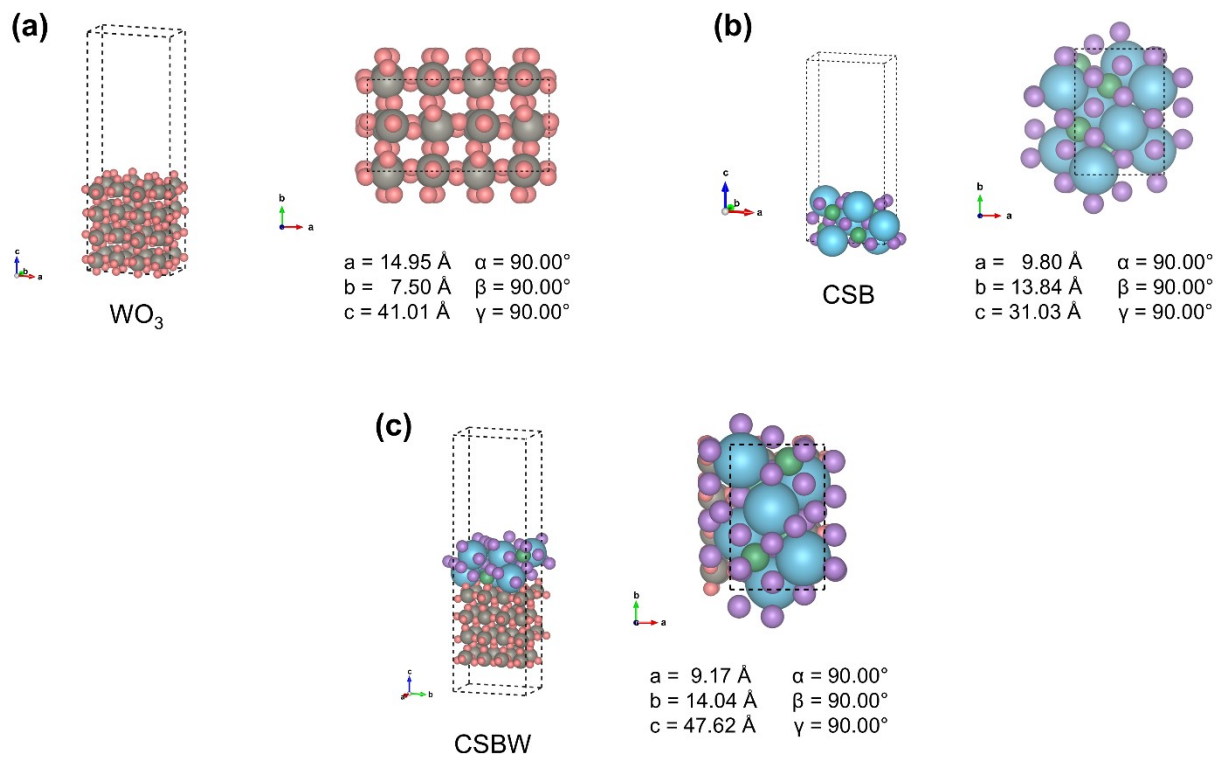 (a)
c
b
a
WO₃
b
a
a = 14.95 Å α = 90.00°
b = 7.50 Å β = 90.00°
c = 41.01 Å γ = 90.00°
(b)
c
b
a
CSB
b
a
a = 9.80 Å α = 90.00°
b = 13.84 Å β = 90.00°
c = 31.03 Å γ = 90.00°
(c)
c
a
b
CSBW
b
a
a = 9.17 Å α = 90.00°
b = 14.04 Å β = 90.00°
c = 47.62 Å γ = 90.00°